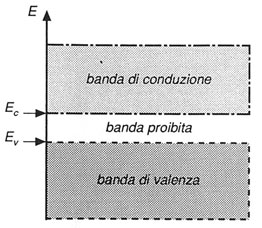 E
banda di conduzione
E_c
banda proibita
E_v
banda di valenza